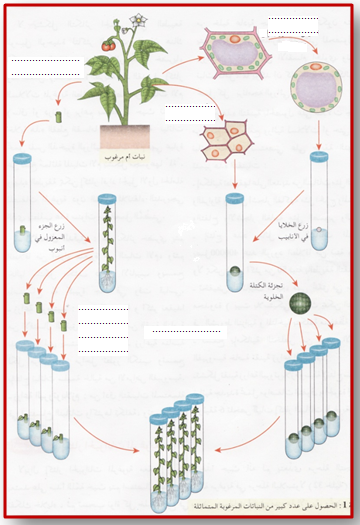 نبات أم مرغوب
زرع الجزء
المعزول في
أنبوب
زرع الخلايا
في الأنابيب
تجزئة الكتلة
الخلوية
1: الحصول على عدد كبير من النباتات المرغوبة المتماثلة